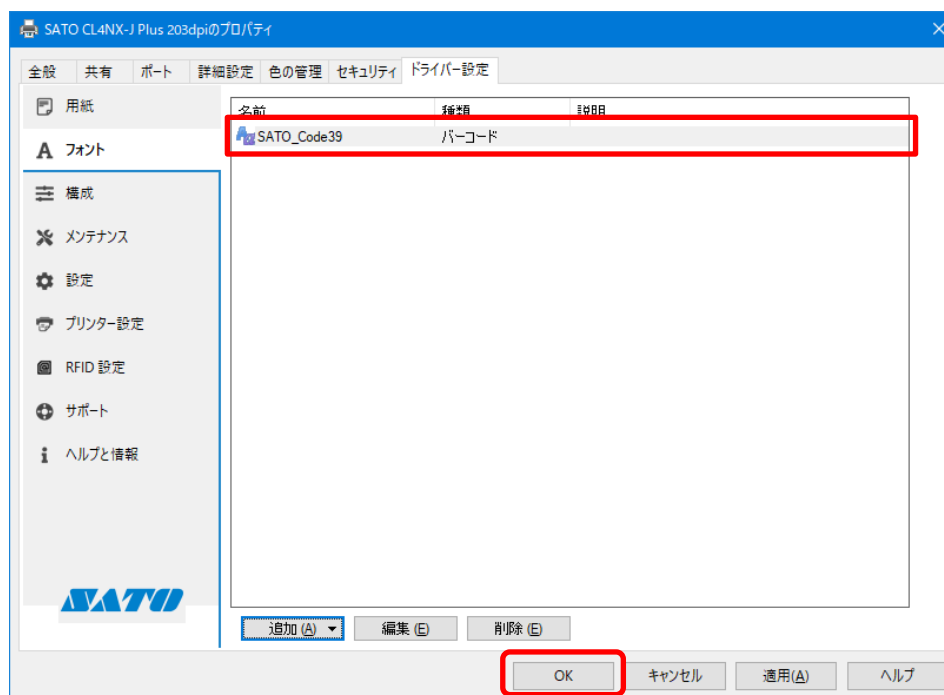 SATO CL4NX-J Plus 203dpiのプロパティ
全般 共有 ポート 詳細設定 色の管理 セキュリティ ドライバー設定
用紙
フォント
構成
メンテナンス
設定
プリンター設定
RFID 設定
サポート
ヘルプと情報
名前 種類 説明
SATO_Code39 バーコード
SATO
追加(A) 編集(E) 削除(E)
OK キャンセル 適用(A) ヘルプ